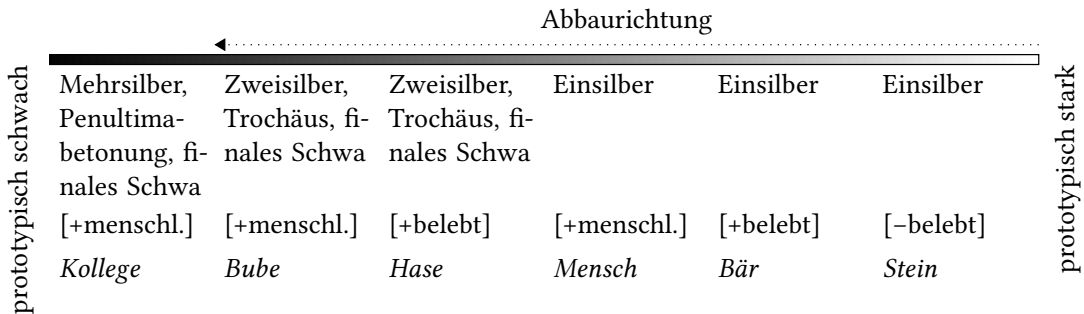 Abbaurichtung
prototypisch schwach
Mehrsilber, Zweisilber, Zweisilber, Einsilber Einsilber Einsilber
Penultima- Trochäus, fi- Trochäus, fi-
betonung, fi- nales Schwa nales Schwa
nales Schwa
[+menschl.] [+menschl.] [+belebt] [+menschl.] [+belebt] [–belebt]
Kollege Bube Hase Mensch Bär Stein
prototypisch stark